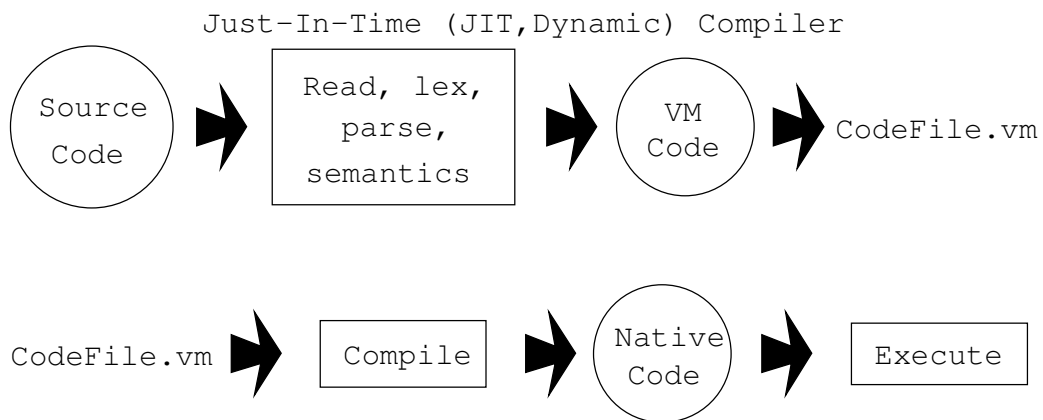 Just-In-Time (JIT,Dynamic) Compiler
Source
Code
Read, lex,
parse,
semantics
VM
Code
CodeFile.vm
CodeFile.vm
Compile
Native
Code
Execute